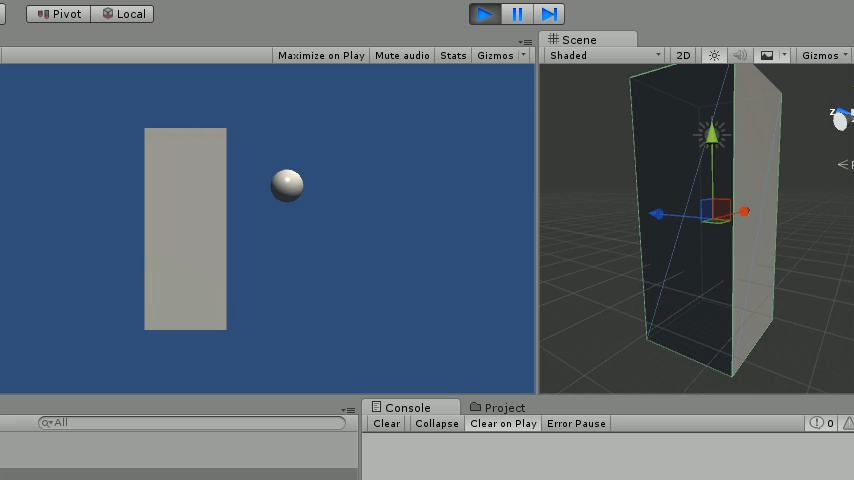 Pivot Local
Scene
Maximize on Play Mute audio Stats Gizmos
Shaded 2D Gizmos
Z
Console Project
All
Clear Collapse Clear on Play Error Pause 0